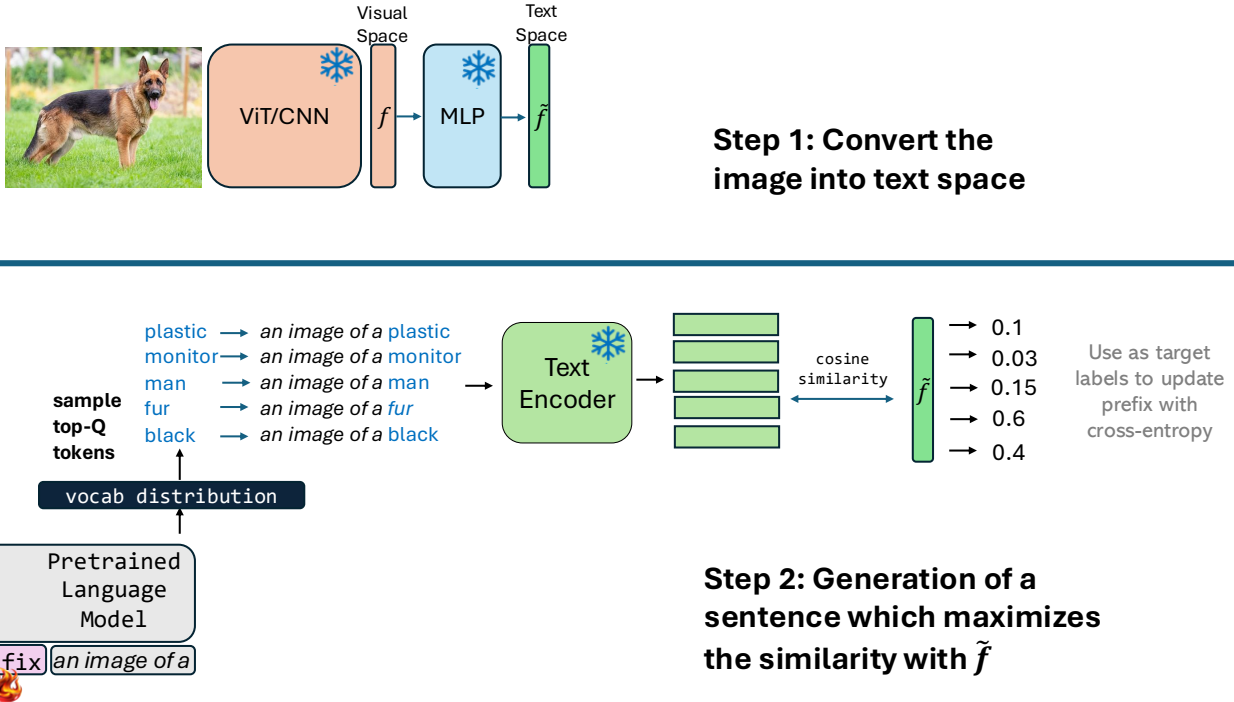 Visual
Space
Text
Space
ViT/CNN
f
MLP
f̃
Step 1: Convert the
image into text space
plastic
an image of a plastic
monitor
an image of a monitor
man
an image of a man
fur
an image of a fur
black
an image of a black
sample
top-Q
tokens
vocab distribution
Pretrained
Language
Model
fix
an image of a
Text
Encoder
cosine
similarity
f̃
0.1
0.03
0.15
0.6
0.4
Use as target
labels to update
prefix with
cross-entropy
Step 2: Generation of a
sentence which maximizes
the similarity with f̃